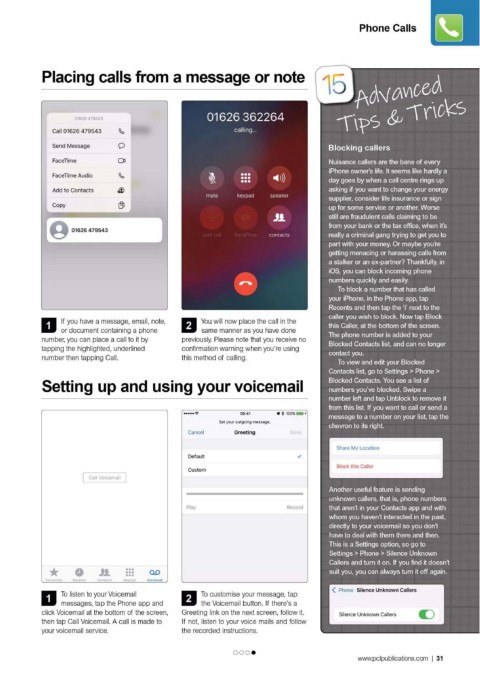 Phone Calls
Placing calls from a message or note
01626 479543
Call 01626 479543
Send Message
FaceTime
FaceTime Audio
Add to Contacts
Copy
01626 479543
01626 362264
calling...
mute keypad speaker
add call FaceTime contacts
1 If you have a message, email, note,
or document containing a phone
number, you can place a call to it by
tapping the highlighted, underlined
number then tapping Call.
2 You will now place the call in the
same manner as you have done
previously. Please note that you receive no
confirmation warning when you're using
this method of calling.
Setting up and using your voicemail
Call Voicemail
Favourites Recents Contacts Keypad Voicemail
09:41
100%
Set your outgoing message.
Cancel Greeting Save
Default
Custom
Play Record
1 To listen to your Voicemail
messages, tap the Phone app and
click Voicemail at the bottom of the screen,
then tap Call Voicemail. A call is made to
your voicemail service.
2 To customise your message, tap
the Voicemail button. If there's a
Greeting link on the next screen, follow it.
If not, listen to your voice mails and follow
the recorded instructions.
15
Advanced
Tips & Tricks
Blocking callers
Nuisance callers are the bane of every
iPhone owner's life. It seems like hardly a
day goes by when a call centre rings up
asking if you want to change your energy
supplier, consider life insurance or sign
up for some service or another. Worse
still are fraudulent calls claiming to be
from your bank or the tax office, when it's
really a criminal gang trying to get you to
part with your money. Or maybe you're
getting menacing or harassing calls from
a stalker or an ex-partner? Thankfully, in
iOS, you can block incoming phone
numbers quickly and easily.
To block a number that has called
your iPhone, in the Phone app, tap
Recents and then tap the 'i' next to the
caller you wish to block. Now tap Block
this Caller, at the bottom of the screen.
The phone number is added to your
Blocked Contacts list, and can no longer
contact you.
To view and edit your Blocked
Contacts list, go to Settings > Phone >
Blocked Contacts. You see a list of
numbers you've blocked. Swipe a
number left and tap Unblock to remove it
from this list. If you want to call or send a
message to a number on your list, tap the
chevron to its right.
Share My Location
Block this Caller
Another useful feature is sending
unknown callers, that is, phone numbers
that aren't in your Contacts app and with
whom you haven't interacted in the past,
directly to your voicemail so you don't
have to deal with them there and then.
This is a Settings option, so go to
Settings > Phone > Silence Unknown
Callers and turn it on. If you find it doesn't
suit you, you can always turn it off again.
Phone Silence Unknown Callers
Silence Unknown Callers
www.pclpublications.com | 31